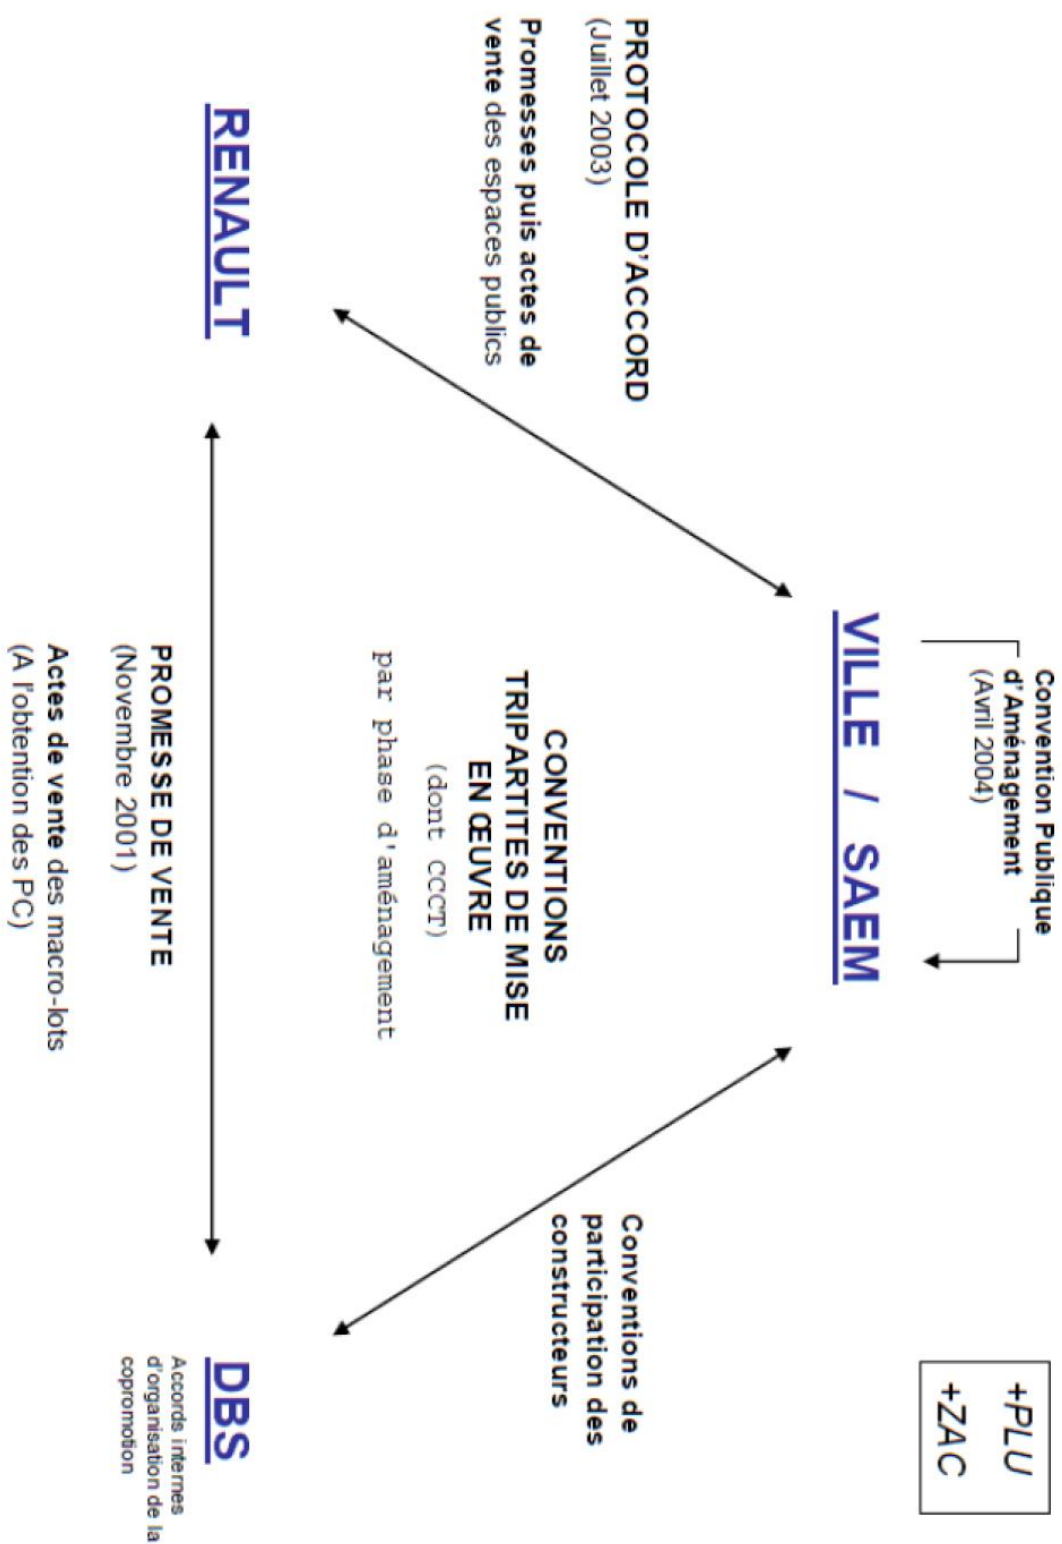 Convention Publique
d'Aménagement
(Avril 2004)
+PLU
+ZAC
VILLE / SAEM
PROTOCOLE D'ACCORD
(Juillet 2003)
Promesses puis actes de
vente des espaces publics
CONVENTIONS
TRIPARTITES DE MISE
EN ŒUVRE
(dont CCCT)
par phase d'aménagement
Conventions de
participation des
constructeurs
RENAULT
DBS
Accords internes
d'organisation de la
copromotion
PROMESSE DE VENTE
(Novembre 2001)
Actes de vente des macro-lots
(A l'obtention des PC)